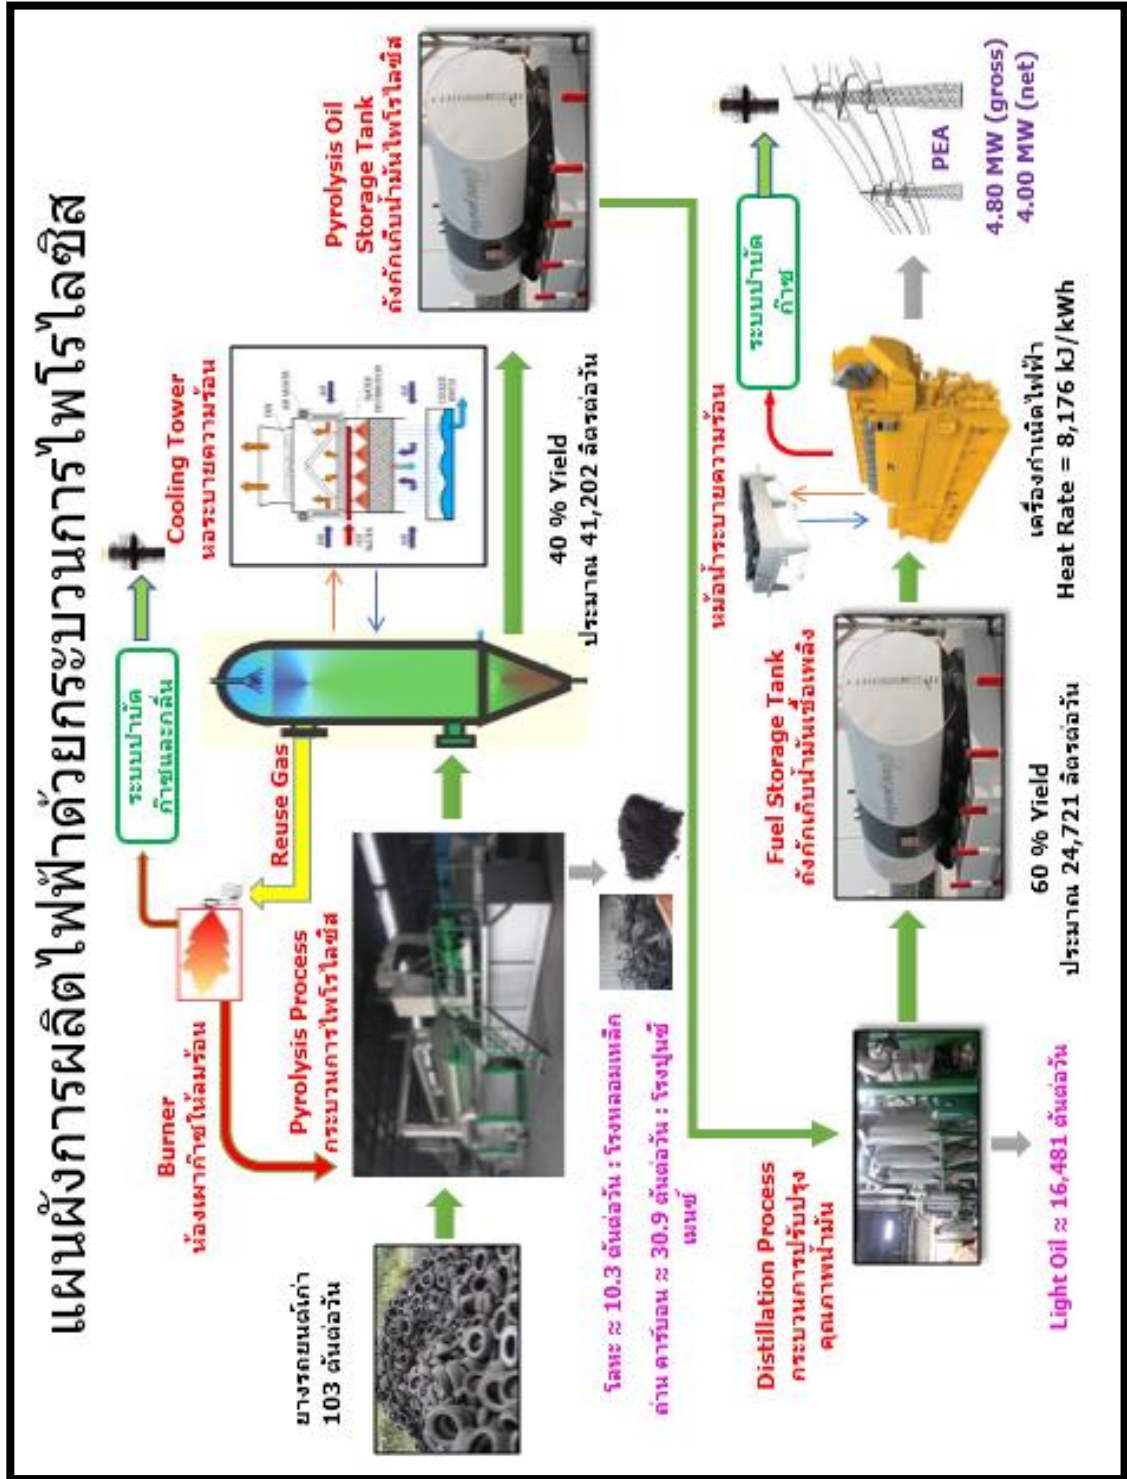 แผนผังการผลิตไฟฟ้าด้วยกระบวนการไพโรไลซิส
Burner
ห้องเผาก๊าซให้ลมร้อน
ระบบบำบัด
ก๊าซและกลิ่น
Cooling Tower
หอระบายความร้อน
Pyrolysis Oil
Storage Tank
ถังกักเก็บน้ำมันไพโรไลซิส
Reuse Gas
ยางรถยนต์เก่า
103 ตันต่อวัน
Pyrolysis Process
กระบวนการไพโรไลซิส
40 % Yield
ประมาณ 41,202 ลิตรต่อวัน
โลหะ ≈ 10.3 ตันต่อวัน : โรงหลอมเหล็ก
ถ่าน คาร์บอน ≈ 30.9 ตันต่อวัน : โรงปูนซี
เมนซ์
Distillation Process
กระบวนการปรับปรุง
คุณภาพน้ำมัน
Fuel Storage Tank
ถังกักเก็บน้ำมันเชื้อเพลิง
หม้อน้ำระบายความร้อน
ระบบบำบัด
ก๊าซ
PEA
4.80 MW (gross)
4.00 MW (net)
Light Oil ≈ 16,481 ตันต่อวัน
60 % Yield
ประมาณ 24,721 ลิตรต่อวัน
เครื่องกำเนิดไฟฟ้า
Heat Rate = 8,176 kJ/kWh